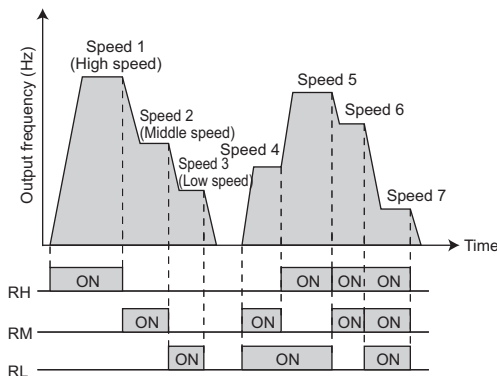 Output frequency (Hz)
Speed 1
(High speed)
Speed 2
(Middle speed)
Speed 3
(Low speed)
Speed 4
Speed 5
Speed 6
Speed 7
Time
RH
ON
ON
ON
ON
RM
ON
ON
ON
ON
RL
ON
ON
ON